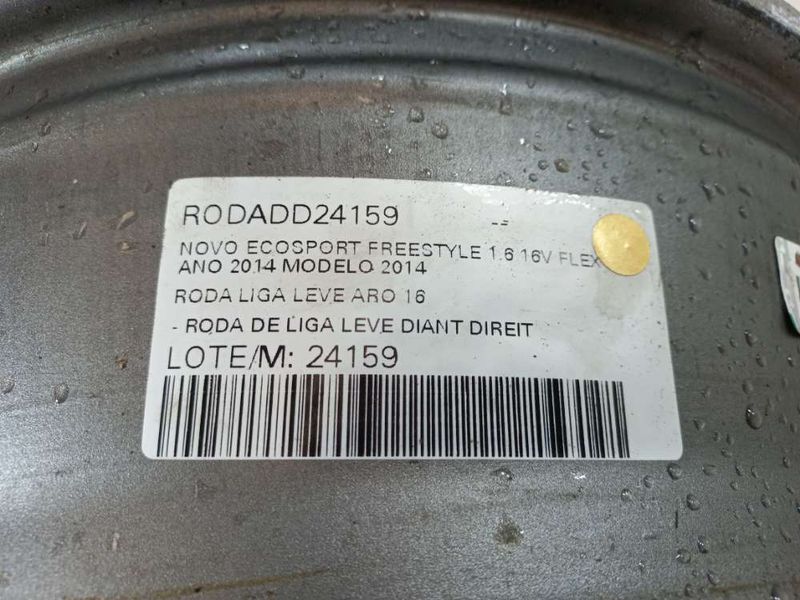 RODADD24159
NOVO ECOSPORT FREESTYLE 1.6 16V FLEX
ANO 2014 MODELO 2014
RODA LIGA LEVE ARO 16
- RODA DE LIGA LEVE DIANT DIREIT
LOTE/M: 24159